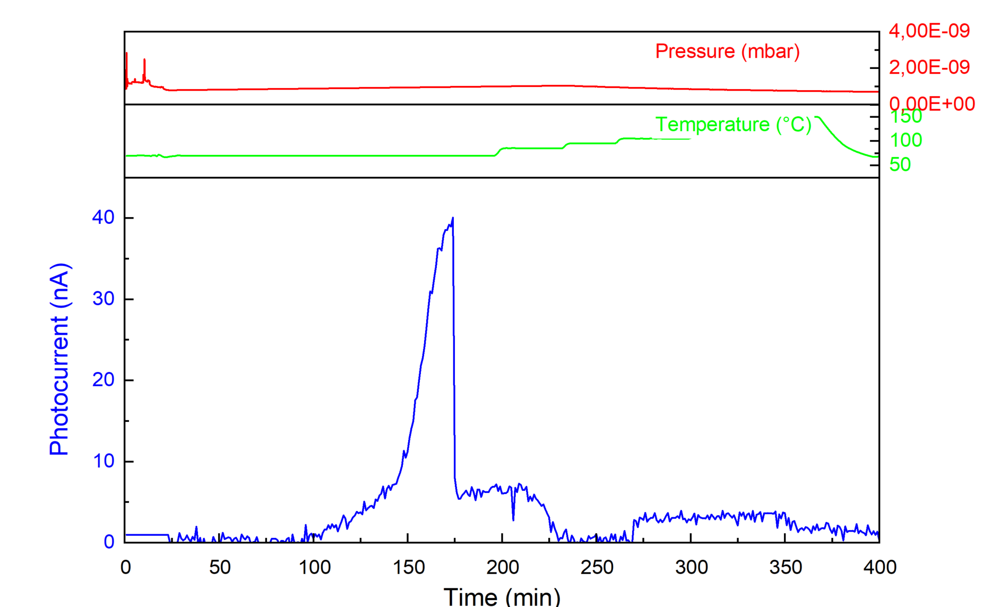 4,00E-09
Pressure (mbar)
2,00E-09
0,00E+00
150
Temperature (°C)
100
50
40
30
20
10
0
Photocurrent (nA)
0 50 100 150 200 250 300 350 400
Time (min)